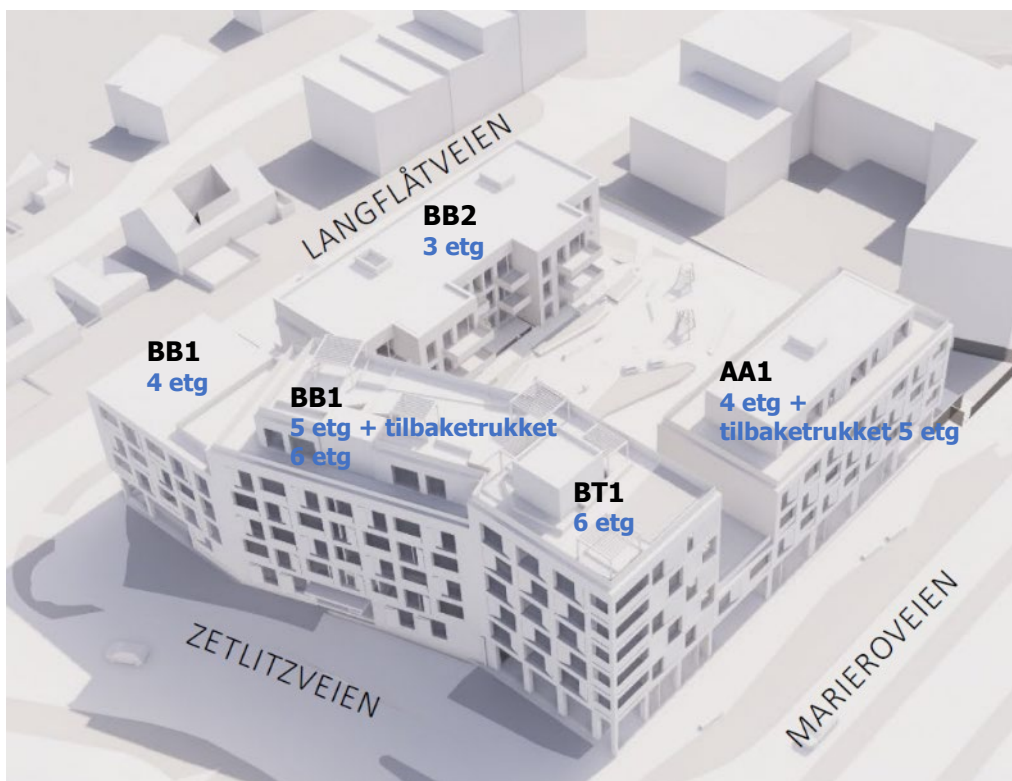 LANGFLÅTVEIEN
BB2
3 etg
BB1
4 etg
BB1
5 etg + tilbaketrukket
6 etg
AA1
4 etg +
tilbaketrukket 5 etg
BT1
6 etg
ZETLITZVEIEN
MARIEROVEIEN